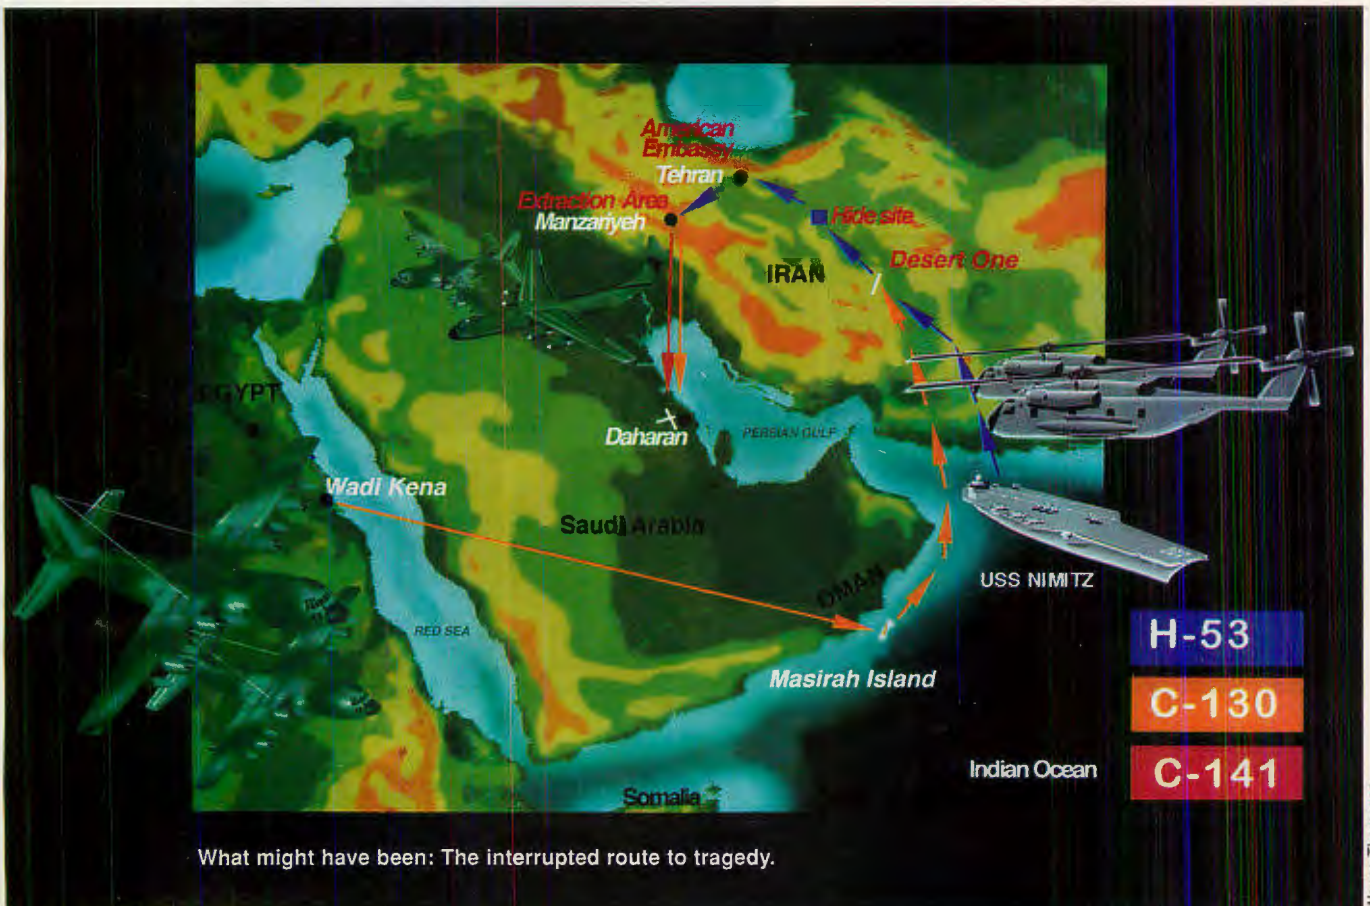 American
Embassy
Tehran
Extraction Area
Manzariyeh
Hide site
Desert One
IRAN
EGYPT
Daharan
PERSIAN GULF
Wadi Kena
Saudi Arabia
USS NIMITZ
OMAN
RED SEA
H-53
Masirah Island
C-130
Indian Ocean
C-141
Somalia
What might have been: The interrupted route to tragedy.